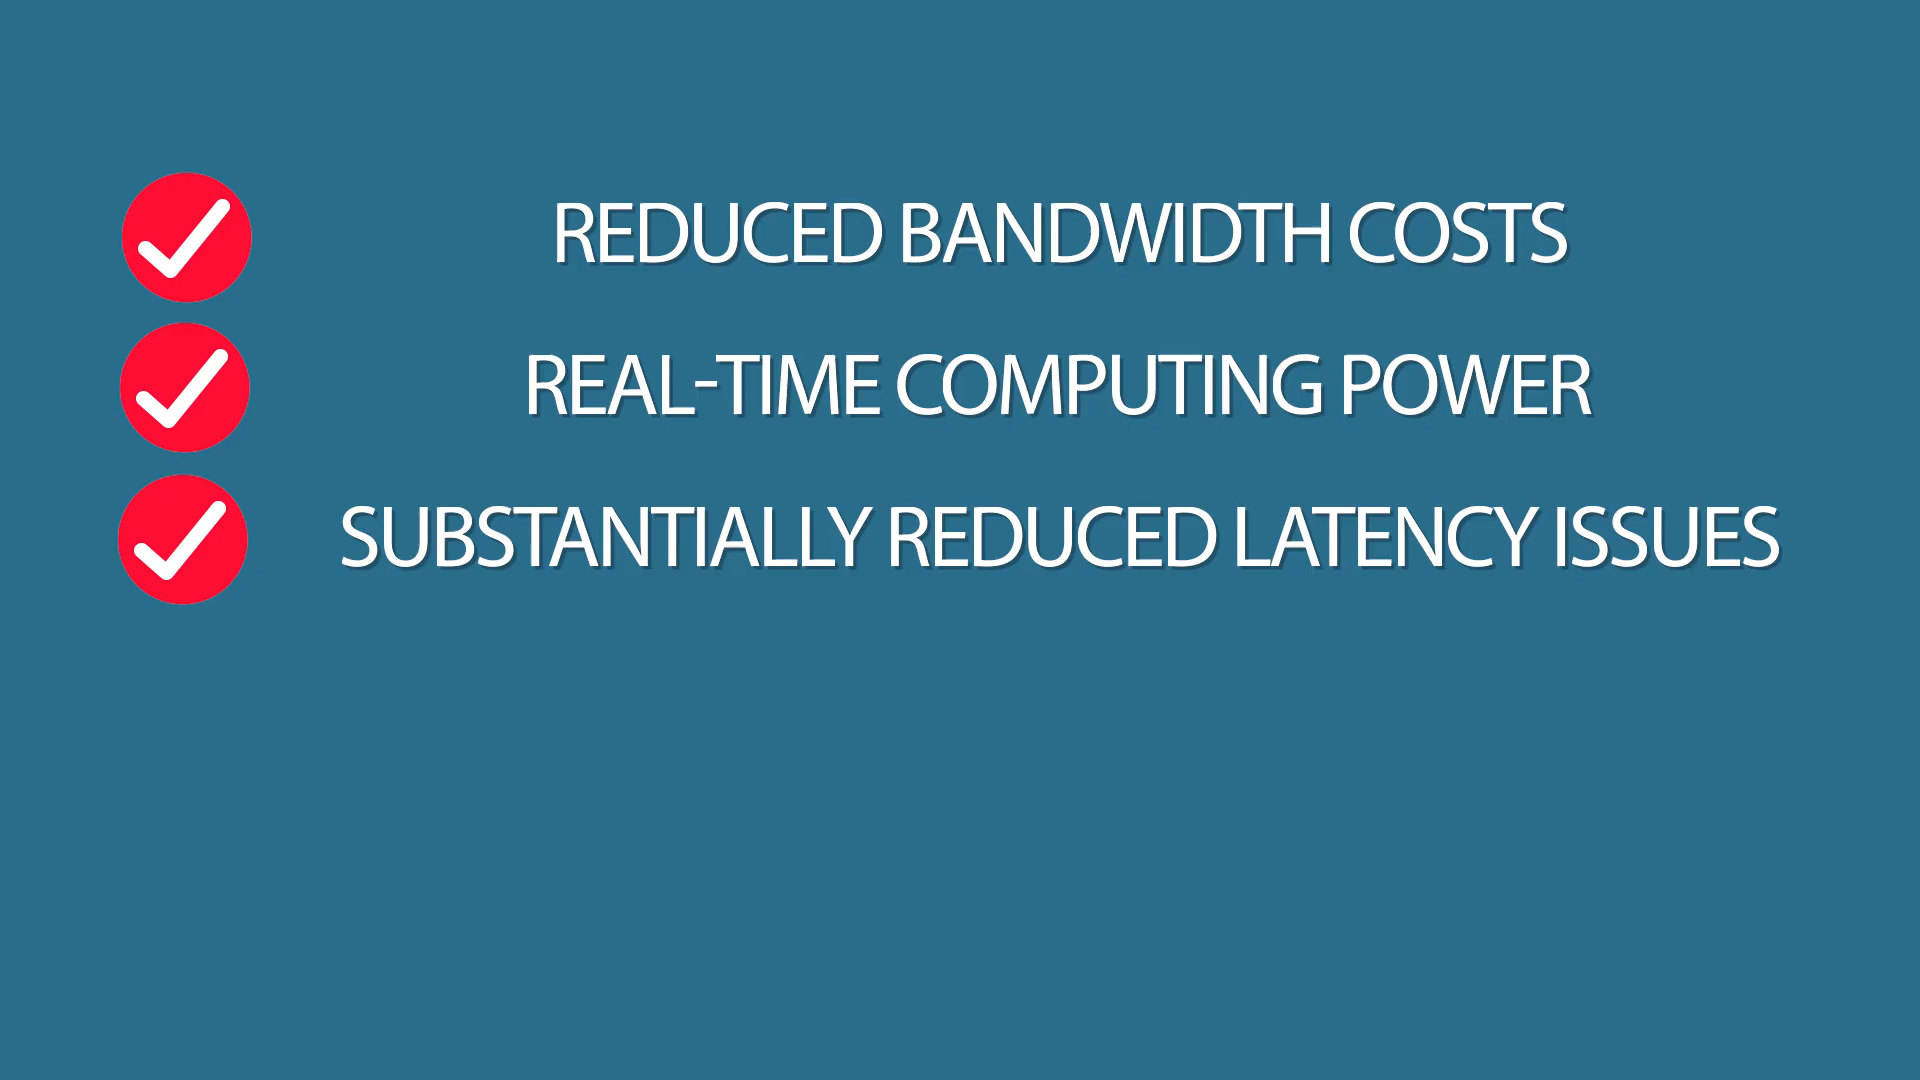 REDUCED BANDWIDTH COSTS
REAL-TIME COMPUTING POWER
SUBSTANTIALLY REDUCED LATENCY ISSUES